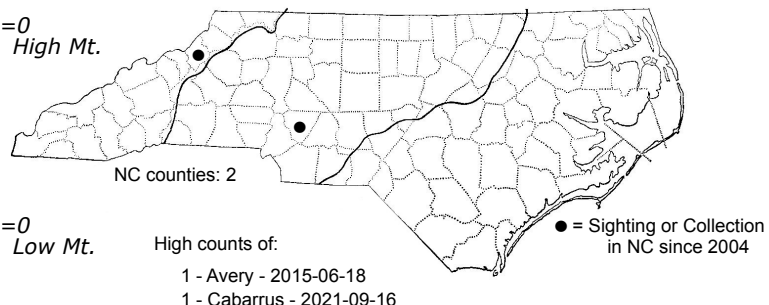 =0
High Mt.
NC counties: 2
=0
Low Mt.
High counts of:
1 - Avery - 2015-06-18
1 - Cabarrus - 2021-09-16
● = Sighting or Collection
in NC since 2004